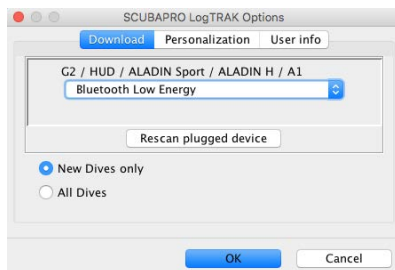 SCUBAPRO LogTRAK Options
Download Personalization User info
G2 / HUD / ALADIN Sport / ALADIN H / A1
Bluetooth Low Energy
Rescan plugged device
New Dives only
All Dives
OK Cancel